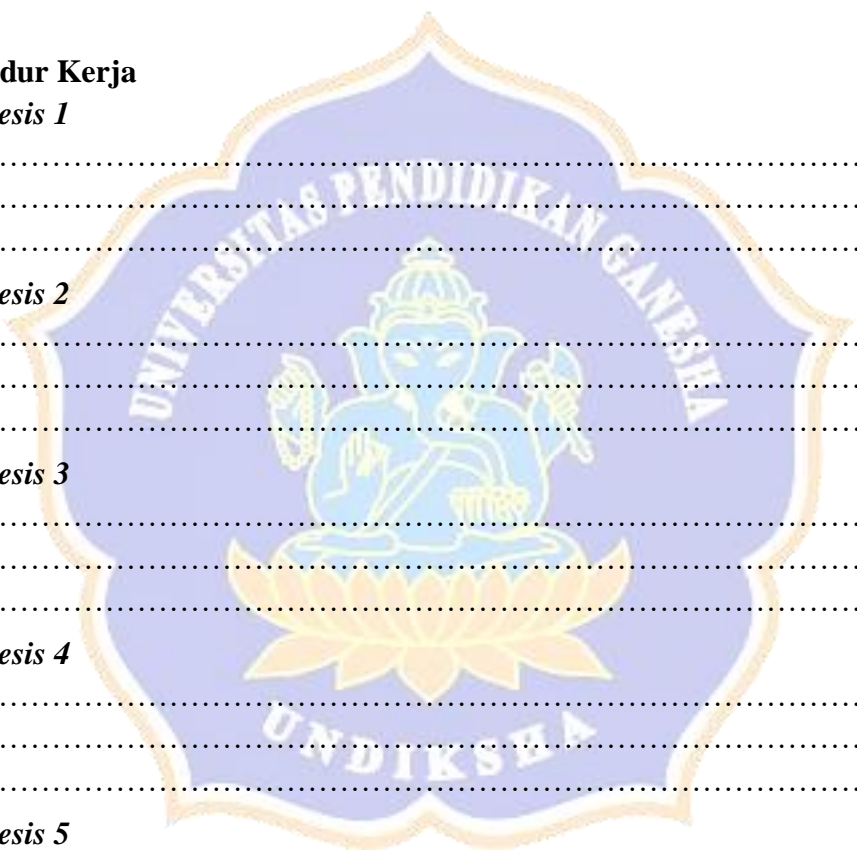 dur Kerja
esis 1
UNIVERSITAS PENDIDIKAN GANESHA
esis 2
esis 3
esis 4
UNDIKSHA
esis 5